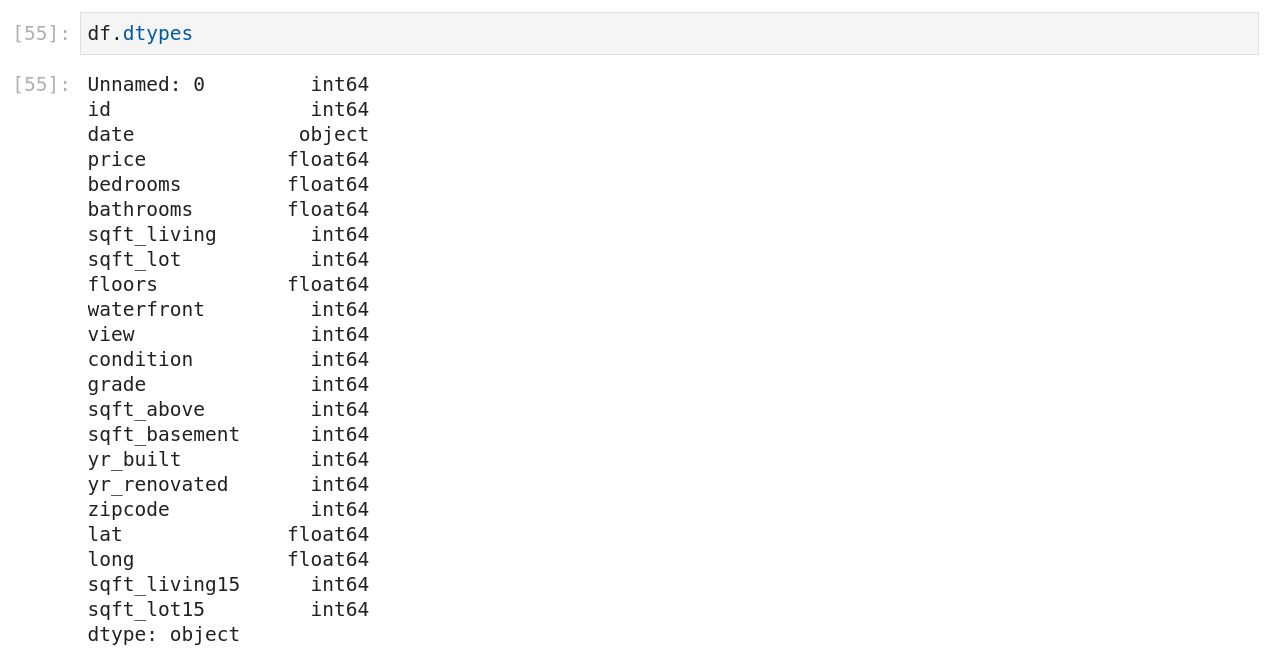 [55]: df.dtypes
[55]: Unnamed: 0         int64
id                 int64
date              object
price            float64
bedrooms         float64
bathrooms        float64
sqft_living        int64
sqft_lot           int64
floors           float64
waterfront         int64
view               int64
condition          int64
grade              int64
sqft_above         int64
sqft_basement      int64
yr_built           int64
yr_renovated       int64
zipcode            int64
lat              float64
long             float64
sqft_living15      int64
sqft_lot15         int64
dtype: object